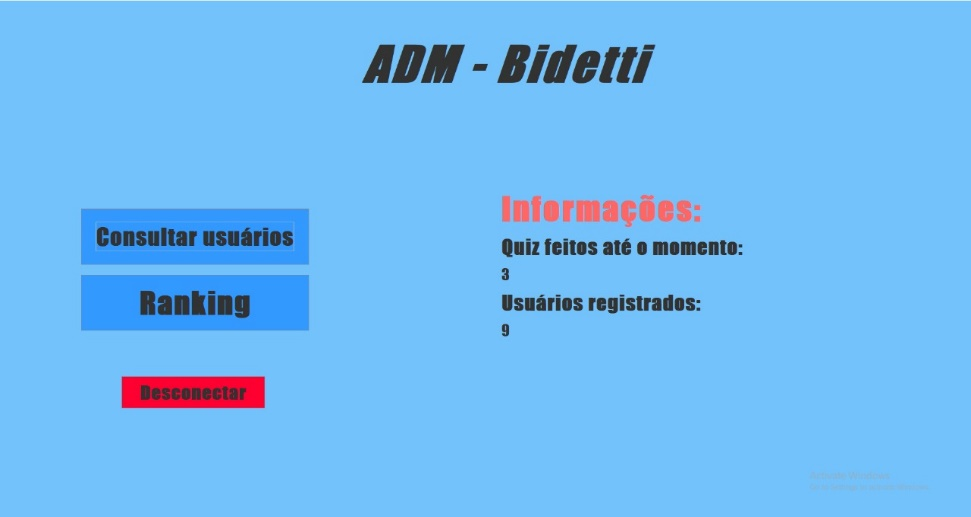 ADM - Bidetti
Consultar usuários
Ranking
Desconectar
Informações:
Quiz feitos até o momento:
3
Usuários registrados:
9